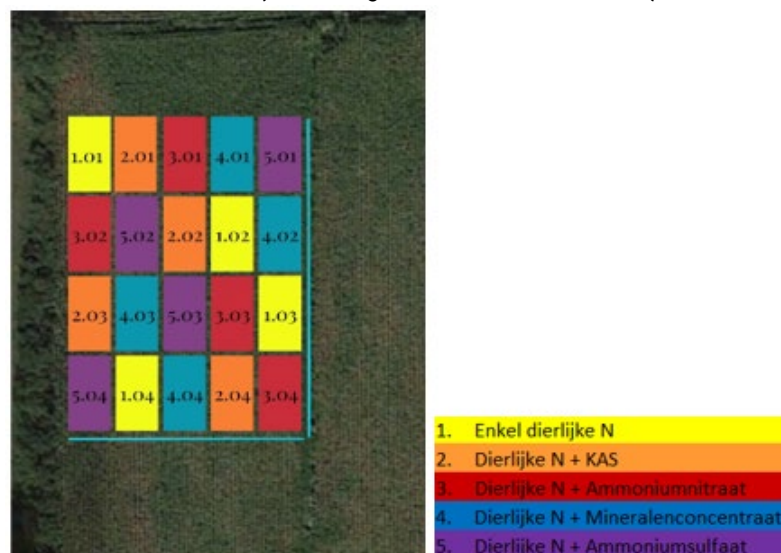 1.01 2.01 3.01 4.01 5.01
3.02 5.02 2.02 1.02 4.02
2.03 4.03 5.03 3.03 1.03
5.04 1.04 4.04 2.04 3.04
1. Enkel dierlijke N
2. Dierlijke N + KAS
3. Dierlijke N + Ammoniumnitraat
4. Dierlijke N + Mineralenconcentraat
5. Dierlijke N + Ammoniumsulfaat